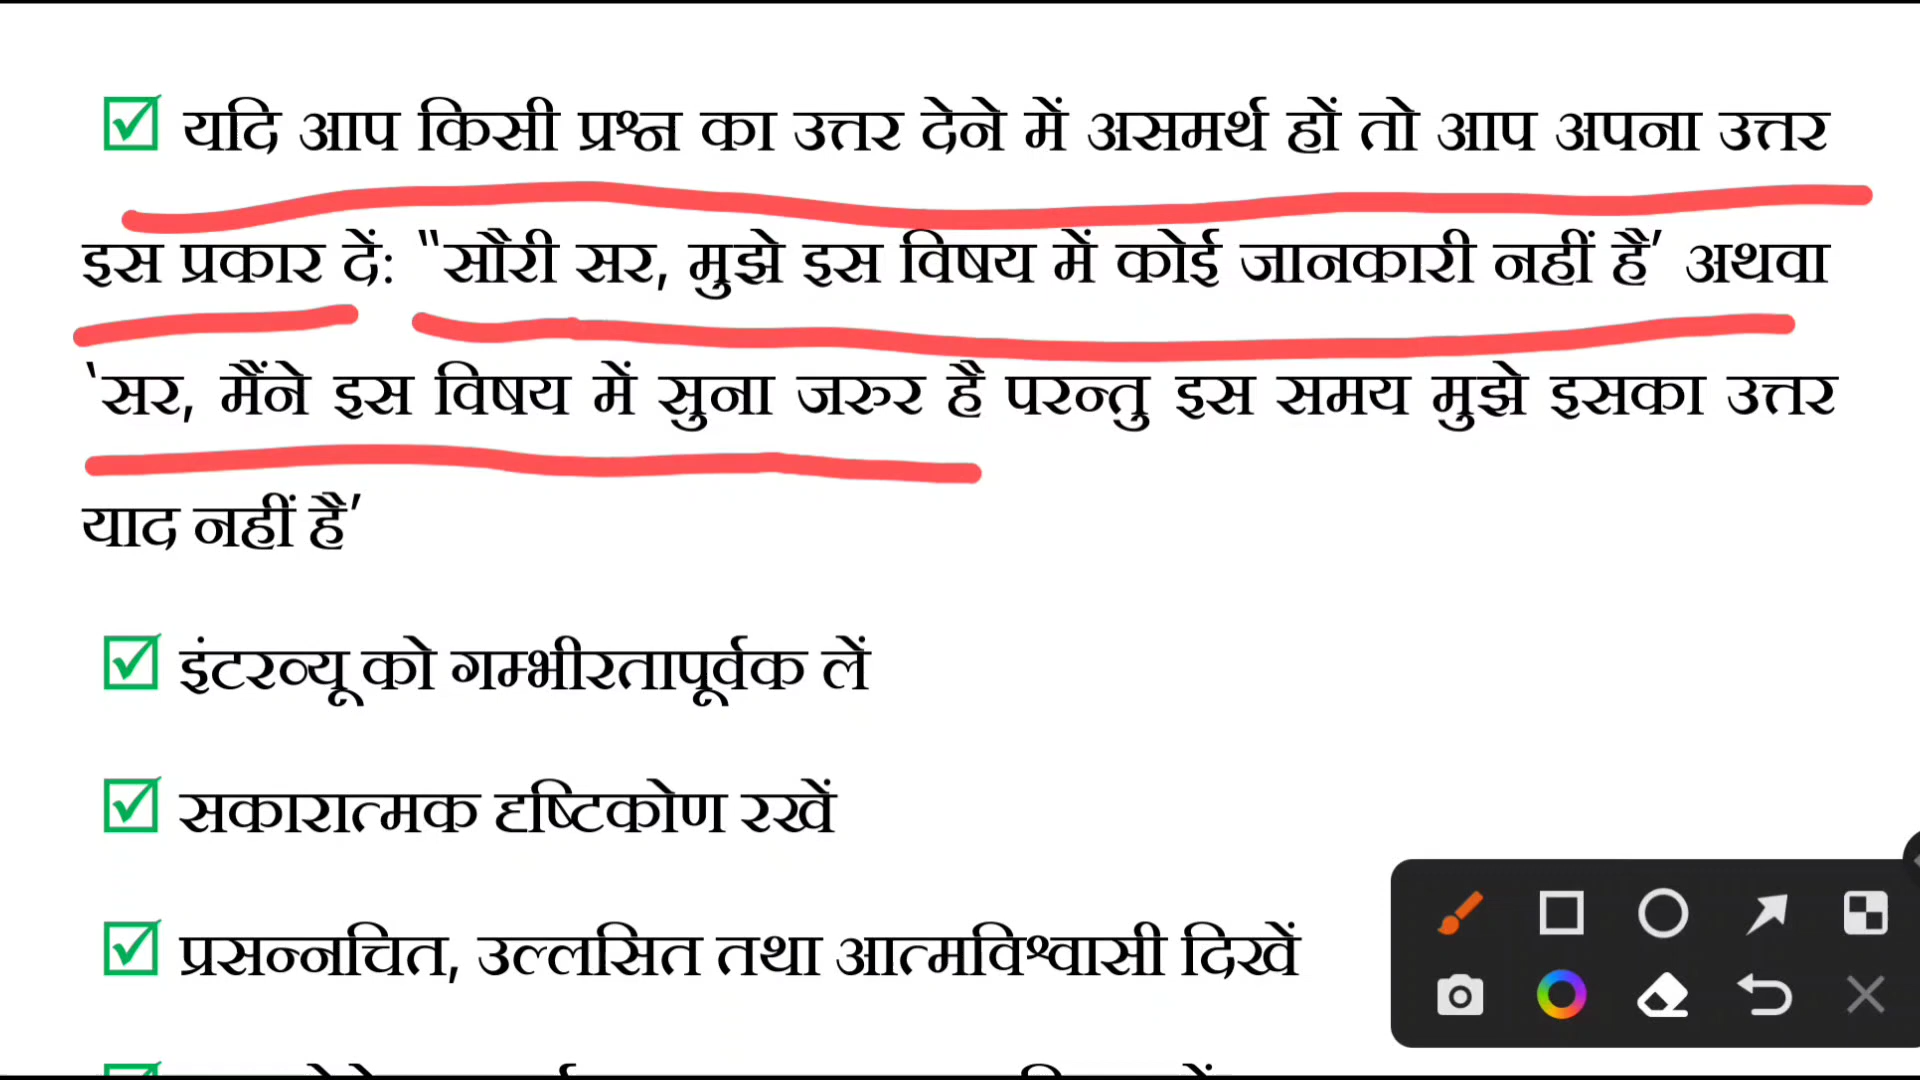 यदि आप किसी प्रश्न का उत्तर देने में असमर्थ हों तो आप अपना उत्तर
इस प्रकार दें: "सौरी सर, मुझे इस विषय में कोई जानकारी नहीं है’ अथवा
‘सर, मैंने इस विषय में सुना जरुर है परन्तु इस समय मुझे इसका उत्तर
याद नहीं है’
इंटरव्यू को गम्भीरतापूर्वक लें
सकारात्मक दृष्टिकोण रखें
प्रसन्नचित, उल्लसित तथा आत्मविश्वासी दिखें